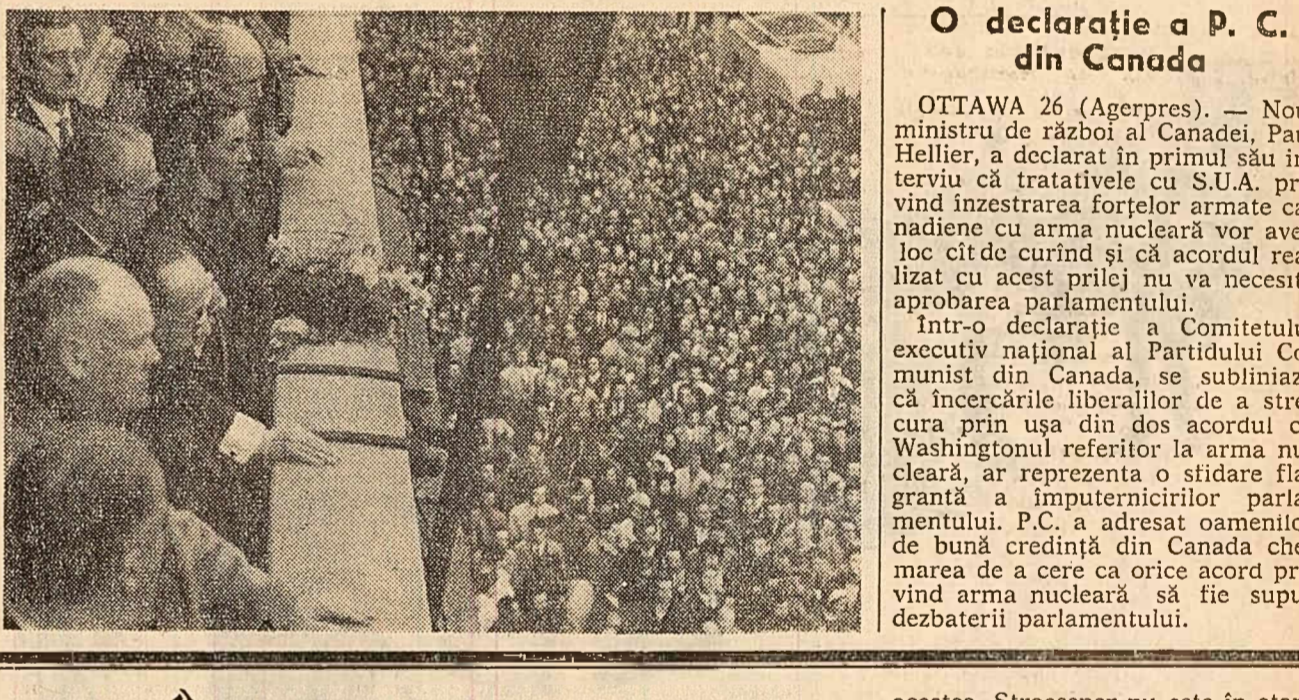 O declarație a P. C.
din Canada
OTTAWA 26 (Agerpres). — Nou
ministru de război al Canadei, Pau
Hellier, a declarat în primul său in
terviu că tratativele cu S.U.A. pri
vind înzestrarea forțelor armate ca
nadiene cu arma nucleară vor ave
loc cît de curînd și că acordul rea
lizat cu acest prilej nu va necesit
aprobarea parlamentului.
Într-o declarație a Comitetulu
executiv național al Partidului Co
munist din Canada, se subliniaz
că încercările liberalilor de a stre
cura prin ușa din dos acordul c
Washingtonul referitor la arma nu
cleară, ar reprezenta o sfidare fla
grantă a împuternicirilor parla
mentului. P.C. a adresat oamenilo
de bună credință din Canada che
marea de a cere ca orice acord pri
vind arma nucleară să fie supu
dezbaterii parlamentului.